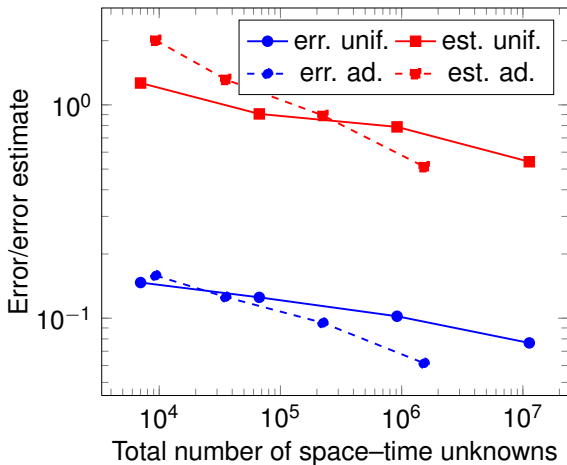 err. unif. est. unif.
err. ad. est. ad.
Error/error estimate
10⁰
10⁻¹
10⁴ 10⁵ 10⁶ 10⁷
Total number of space–time unknowns